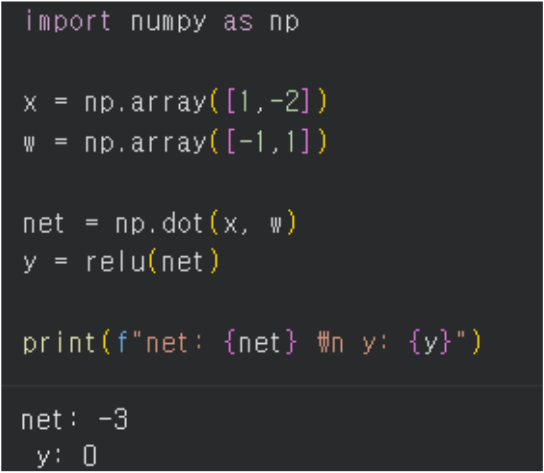 import numpy as np
x = np.array([1,-2])
w = np.array([-1,1])
net = np.dot(x, w)
y = relu(net)
print(f"net: {net} ₩n y: {y}")
net: -3
y: 0